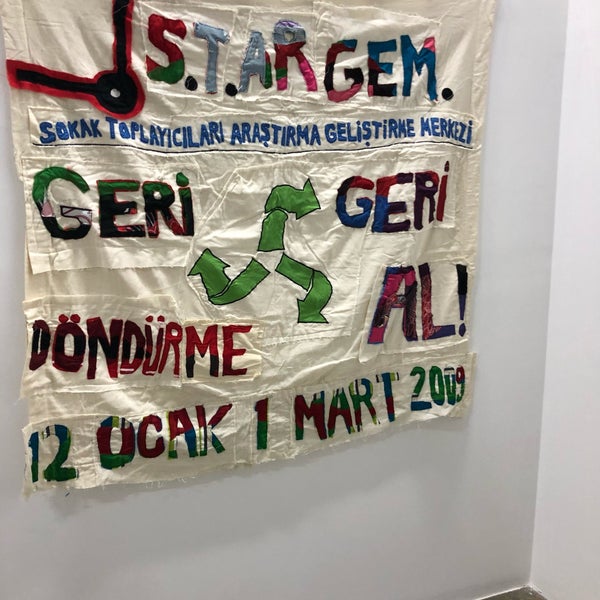 S.T.AR GEM.
SOKAK TOPLAYICILARI ARAŞTIRMA GELİŞTİRME MERKEZİ
GERİ GERİ
DÖNDÜRME AL!
12 OCAK 1 MART 2009